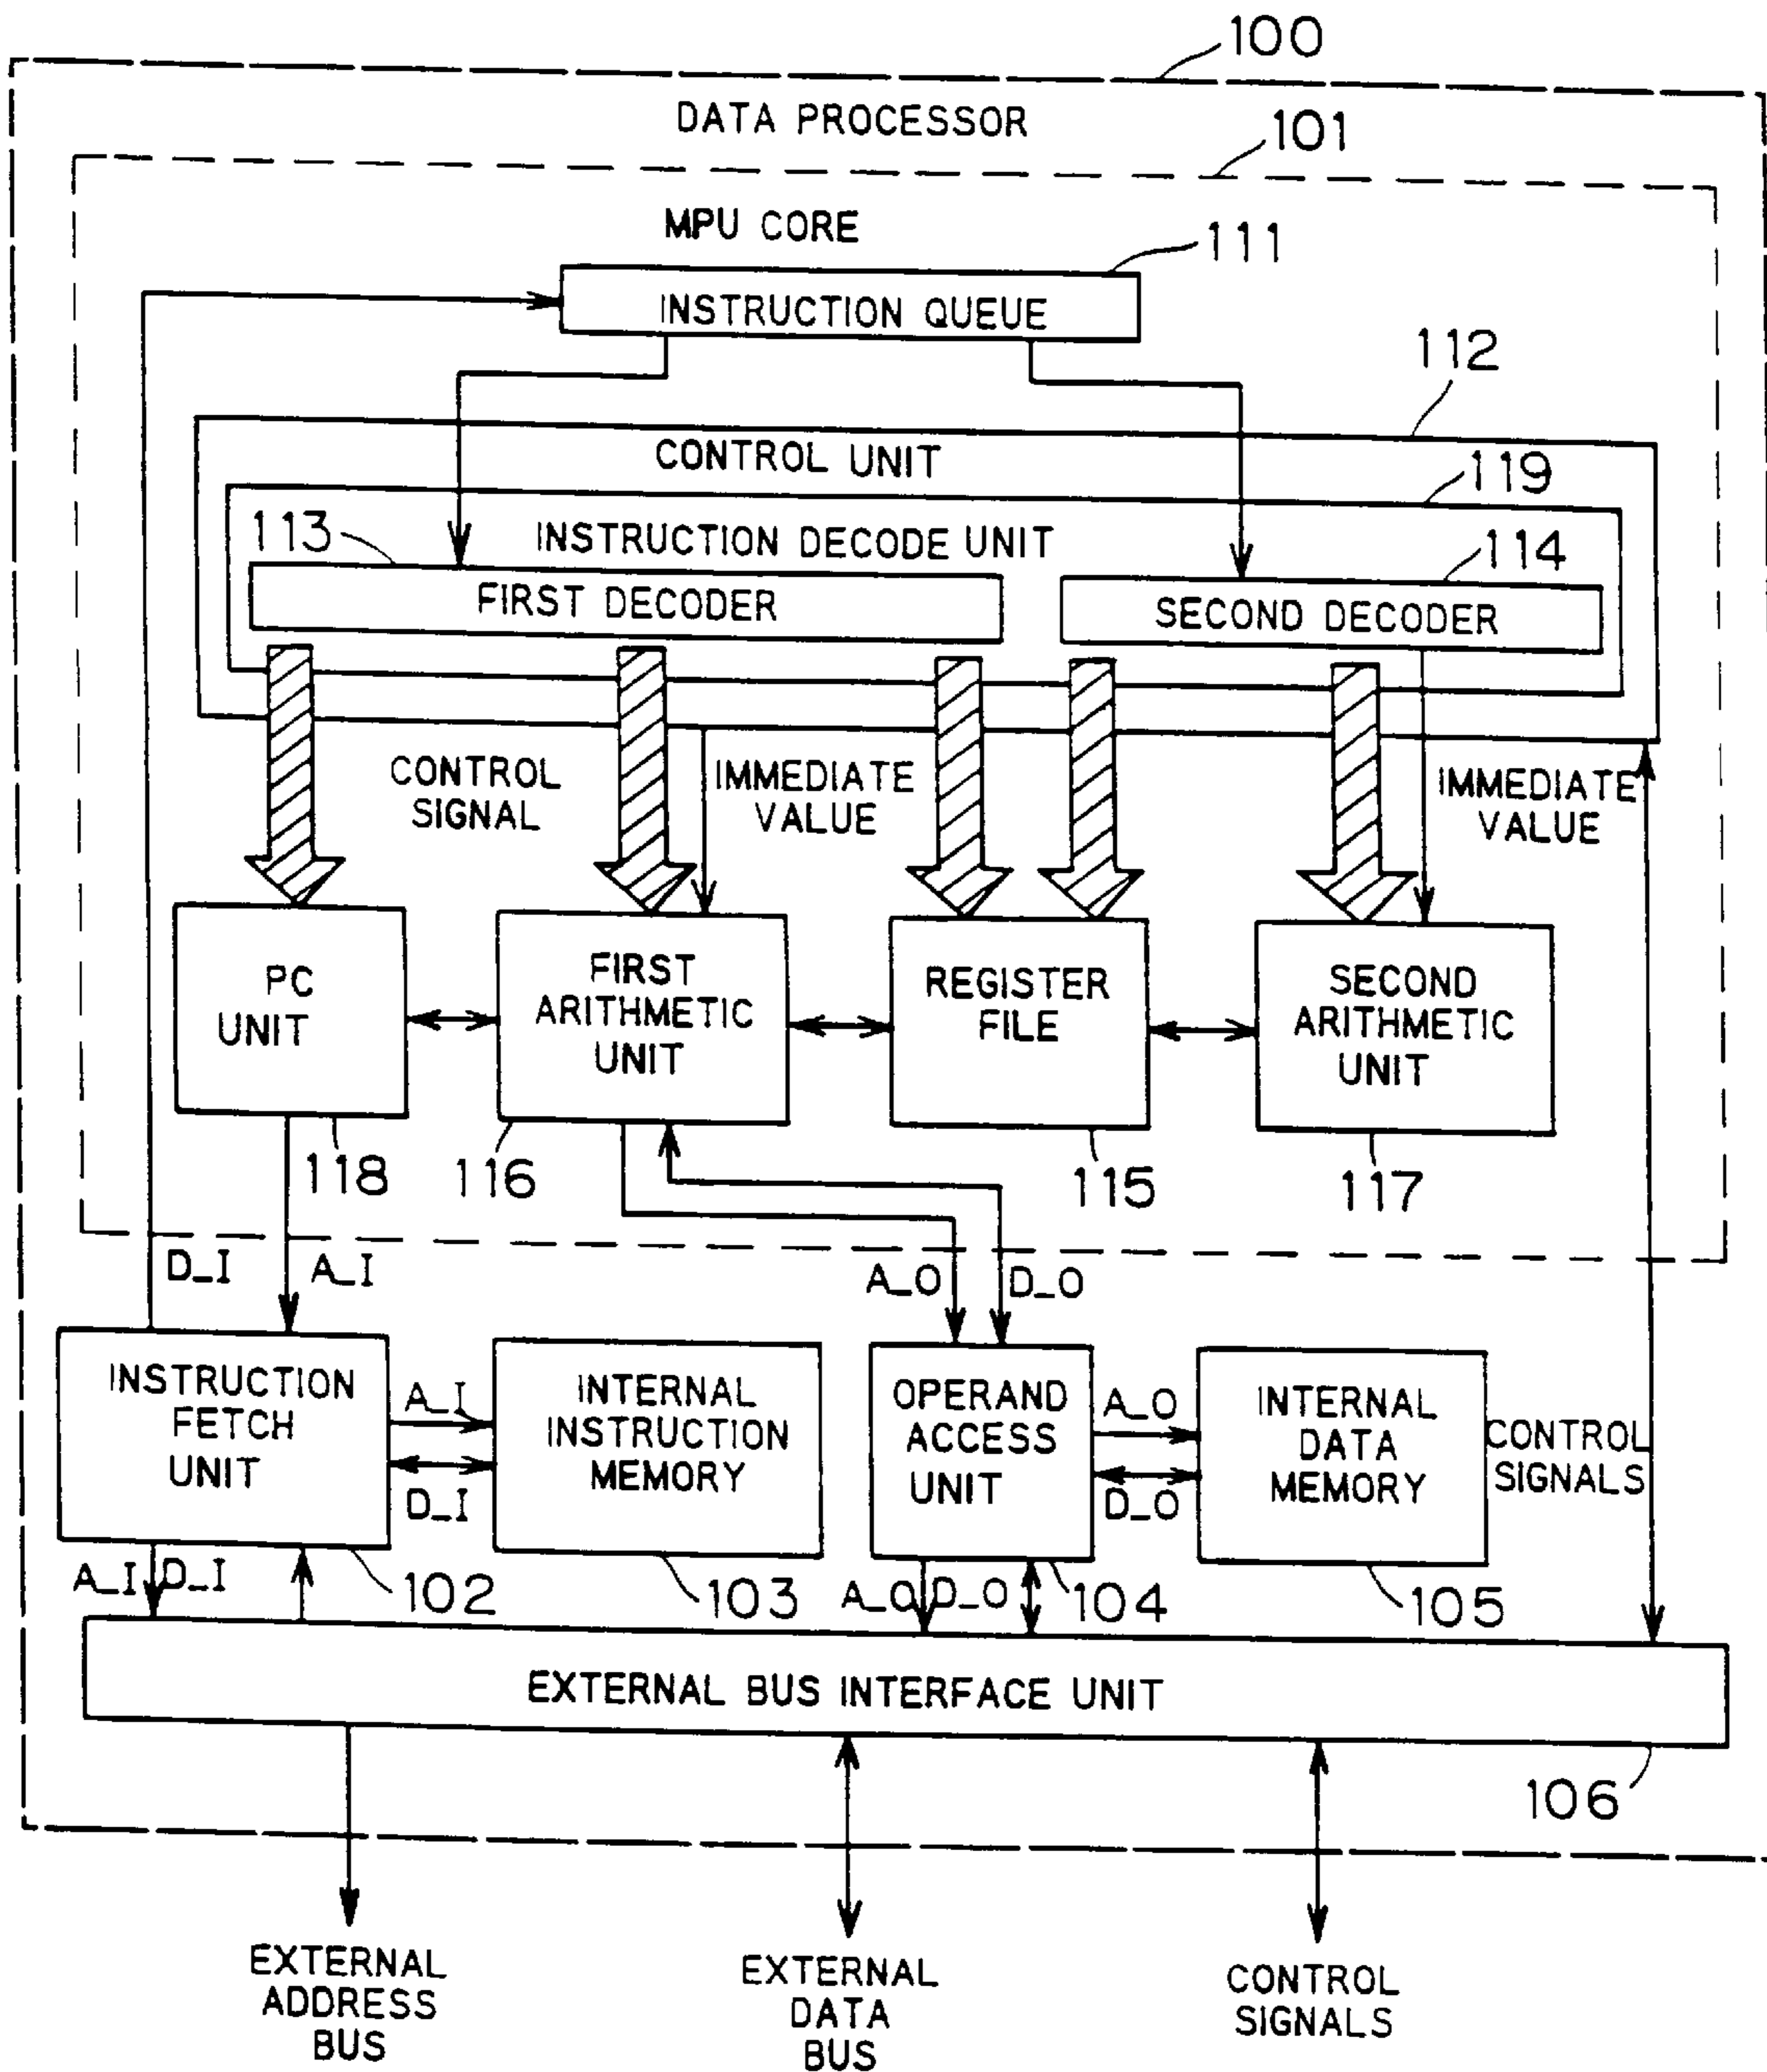 100
DATA PROCESSOR
101
MPU CORE
111
INSTRUCTION QUEUE
112
CONTROL UNIT
119
113
INSTRUCTION DECODE UNIT
114
FIRST DECODER
SECOND DECODER
CONTROL
SIGNAL
IMMEDIATE
VALUE
IMMEDIATE
VALUE
PC
UNIT
FIRST
ARITHMETIC
UNIT
REGISTER
FILE
SECOND
ARITHMETIC
UNIT
118
116
115
117
D_I
A_I
A_O
D_O
INSTRUCTION
FETCH
UNIT
A_I
D_I
INTERNAL
INSTRUCTION
MEMORY
OPERAND
ACCESS
UNIT
A_O
D_O
INTERNAL
DATA
MEMORY
CONTROL
SIGNALS
A_I
D_I
102
103
A_O
D_O
104
105
EXTERNAL BUS INTERFACE UNIT
106
EXTERNAL
ADDRESS
BUS
EXTERNAL
DATA
BUS
CONTROL
SIGNALS